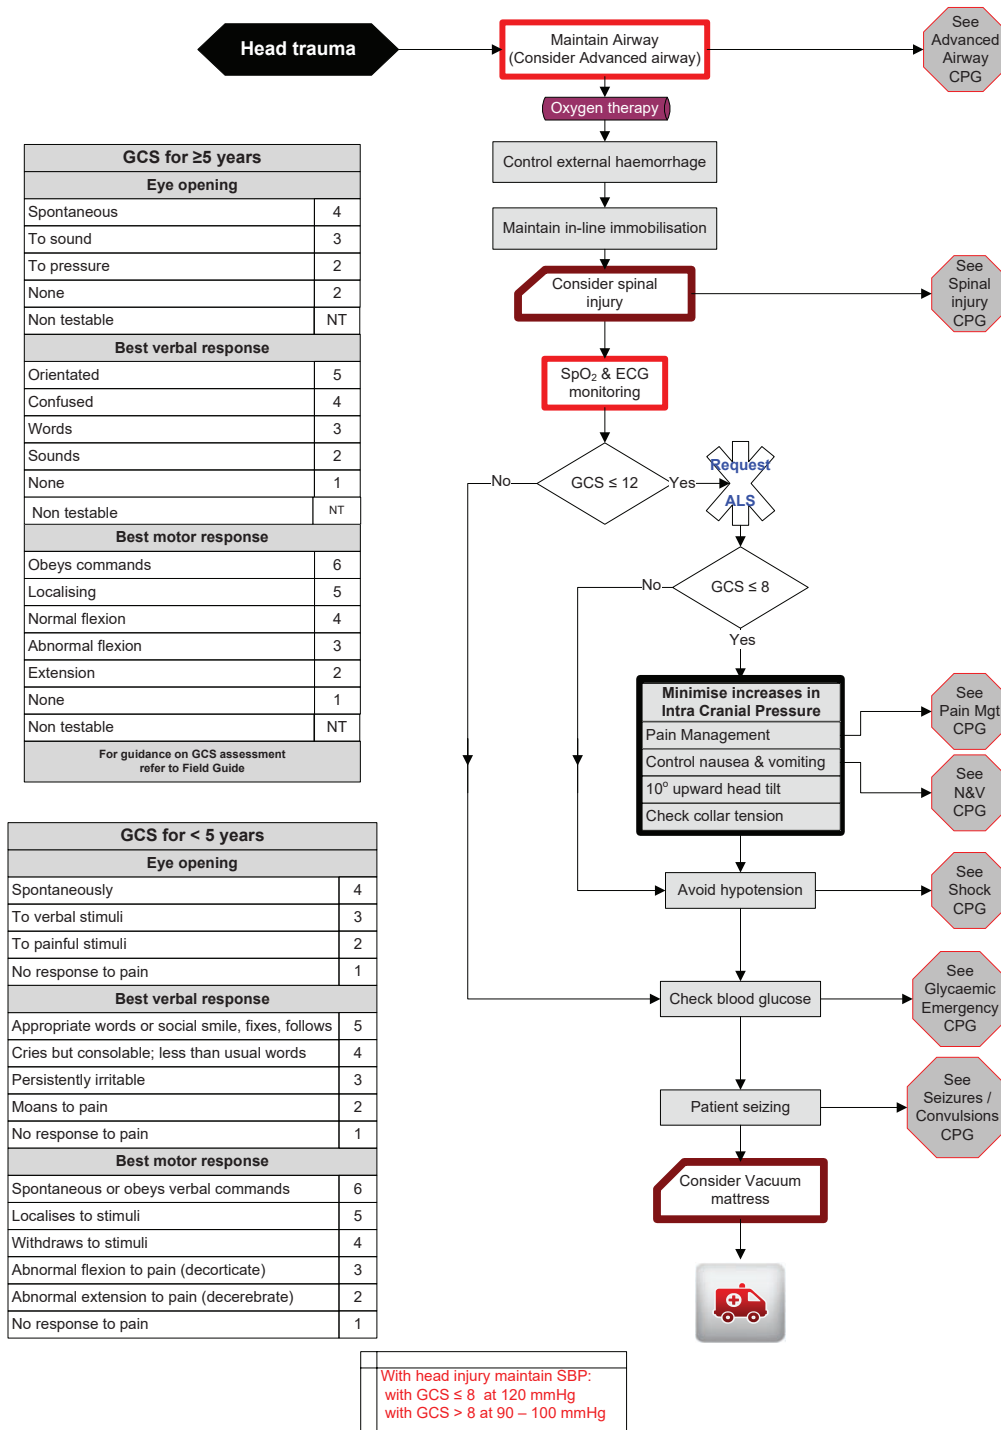 Head trauma
Maintain Airway
(Consider Advanced airway)
See
Advanced
Airway
CPG
Oxygen therapy
Control external haemorrhage
Maintain in-line immobilisation
Consider spinal
injury
See
Spinal
injury
CPG
SpO₂ & ECG
monitoring
GCS ≤ 12
No
Yes
Request
ALS
GCS ≤ 8
No
Yes
Minimise increases in
Intra Cranial Pressure
Pain Management
Control nausea & vomiting
10° upward head tilt
Check collar tension
See
Pain Mgt
CPG
See
N&V
CPG
Avoid hypotension
See
Shock
CPG
Check blood glucose
See
Glycaemic
Emergency
CPG
Patient seizing
See
Seizures /
Convulsions
CPG
Consider Vacuum
mattress
GCS for ≥5 years
Eye opening
Spontaneous 4
To sound 3
To pressure 2
None 2
Non testable NT
Best verbal response
Orientated 5
Confused 4
Words 3
Sounds 2
None 1
Non testable NT
Best motor response
Obeys commands 6
Localising 5
Normal flexion 4
Abnormal flexion 3
Extension 2
None 1
Non testable NT
For guidance on GCS assessment
refer to Field Guide
GCS for < 5 years
Eye opening
Spontaneously 4
To verbal stimuli 3
To painful stimuli 2
No response to pain 1
Best verbal response
Appropriate words or social smile, fixes, follows 5
Cries but consolable; less than usual words 4
Persistently irritable 3
Moans to pain 2
No response to pain 1
Best motor response
Spontaneous or obeys verbal commands 6
Localises to stimuli 5
Withdraws to stimuli 4
Abnormal flexion to pain (decorticate) 3
Abnormal extension to pain (decerebrate) 2
No response to pain 1
With head injury maintain SBP:
with GCS ≤ 8 at 120 mmHg
with GCS > 8 at 90 – 100 mmHg